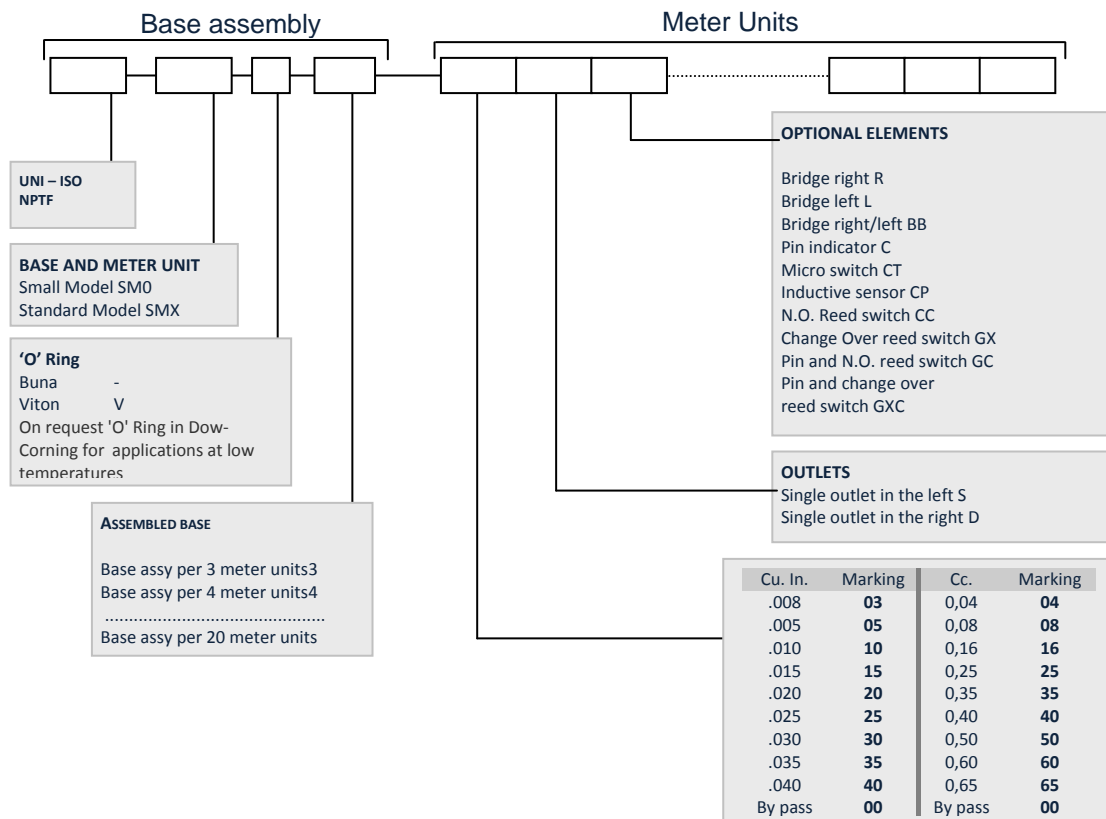 Base assembly
Meter Units
UNI – ISO
NPTF
BASE AND METER UNIT
Small Model SM0
Standard Model SMX
‘O’ Ring
Buna -
Viton V
On request 'O' Ring in Dow-
Corning for applications at low
temperatures
ASSEMBLED BASE
Base assy per 3 meter units3
Base assy per 4 meter units4
..............................................
Base assy per 20 meter units
OPTIONAL ELEMENTS
Bridge right R
Bridge left L
Bridge right/left BB
Pin indicator C
Micro switch CT
Inductive sensor CP
N.O. Reed switch CC
Change Over reed switch GX
Pin and N.O. reed switch GC
Pin and change over
reed switch GXC
OUTLETS
Single outlet in the left S
Single outlet in the right D
Cu. In. Marking Cc. Marking
.008 03 0,04 04
.005 05 0,08 08
.010 10 0,16 16
.015 15 0,25 25
.020 20 0,35 35
.025 25 0,40 40
.030 30 0,50 50
.035 35 0,60 60
.040 40 0,65 65
By pass 00 By pass 00